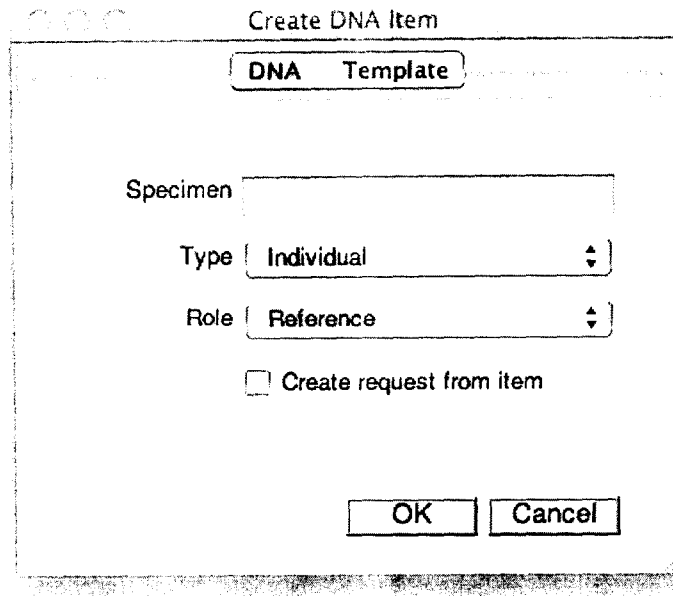 Create DNA Item
DNA Template
Specimen
Type Individual
Role Reference
Create request from item
OK Cancel